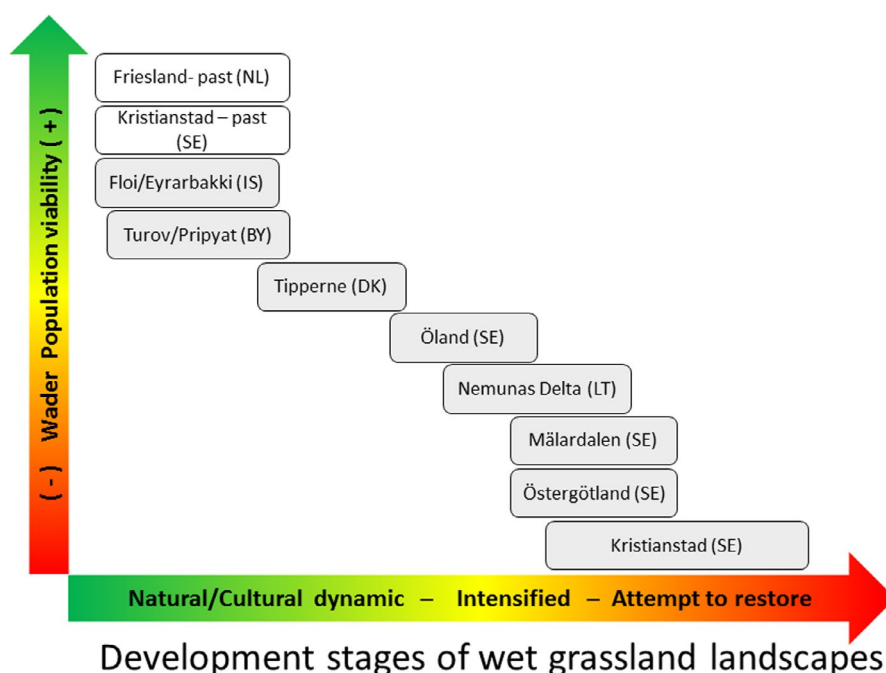 Friesland- past (NL)
Kristianstad – past
(SE)
Floi/Eyrarbakki (IS)
Turov/Pripyat (BY)
Tipperne (DK)
Öland (SE)
Nemunas Delta (LT)
Mälardalen (SE)
Östergötland (SE)
Kristianstad (SE)
( - ) Wader Population viability ( + )
Natural/Cultural dynamic – Intensified – Attempt to restore
Development stages of wet grassland landscapes